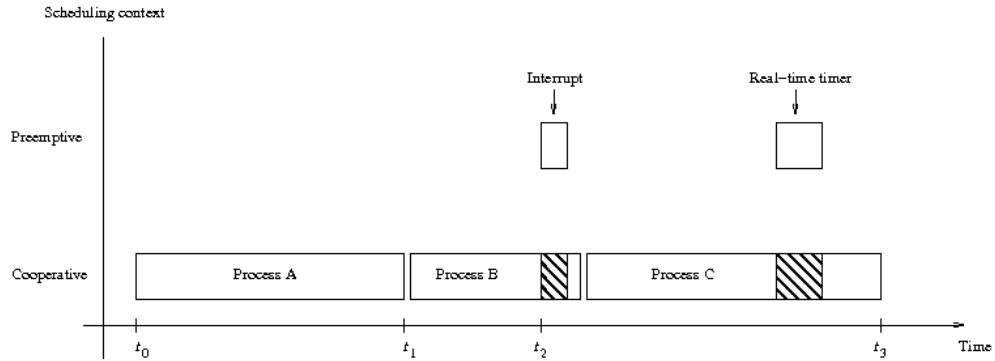 Scheduling context
Interrupt
Real-time timer
Preemptive
Cooperative
Process A
Process B
Process C
t0
t1
t2
t3
Time